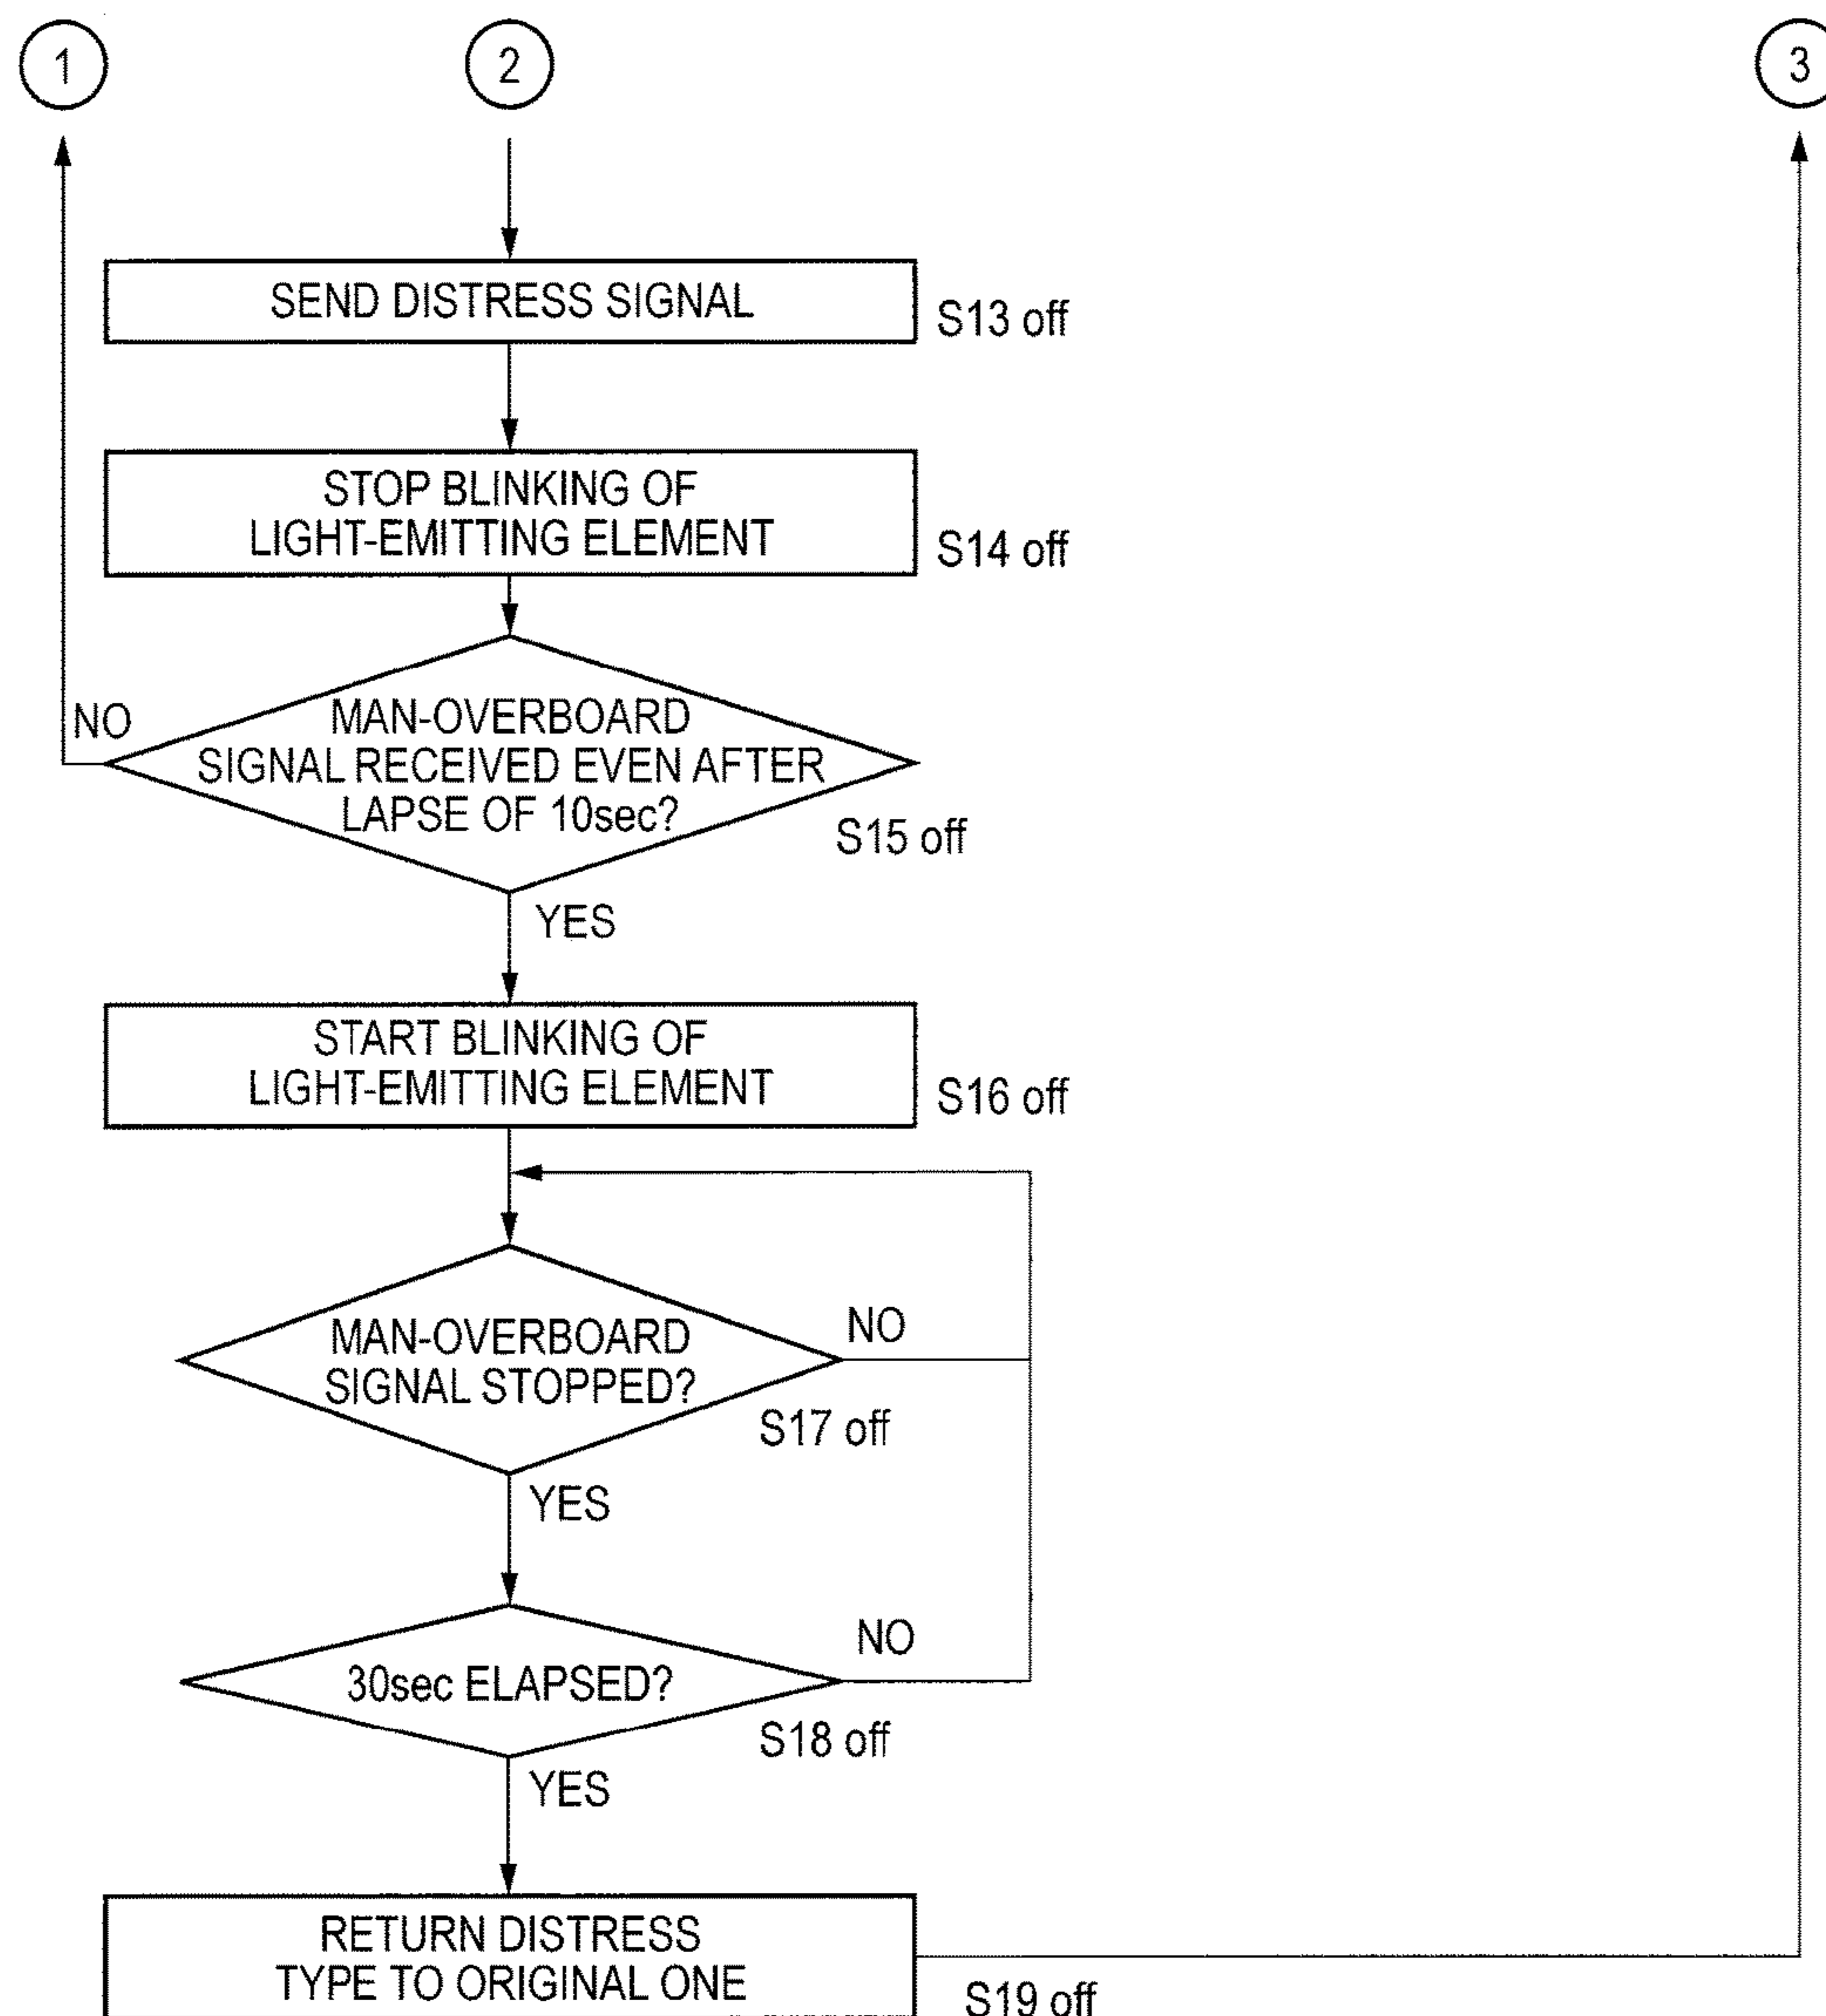 1
2
3
SEND DISTRESS SIGNAL
S13 off
STOP BLINKING OF
LIGHT-EMITTING ELEMENT
S14 off
NO
MAN-OVERBOARD
SIGNAL RECEIVED EVEN AFTER
LAPSE OF 10sec?
S15 off
YES
START BLINKING OF
LIGHT-EMITTING ELEMENT
S16 off
MAN-OVERBOARD
SIGNAL STOPPED?
NO
S17 off
YES
30sec ELAPSED?
NO
S18 off
YES
RETURN DISTRESS
TYPE TO ORIGINAL ONE
S19 off